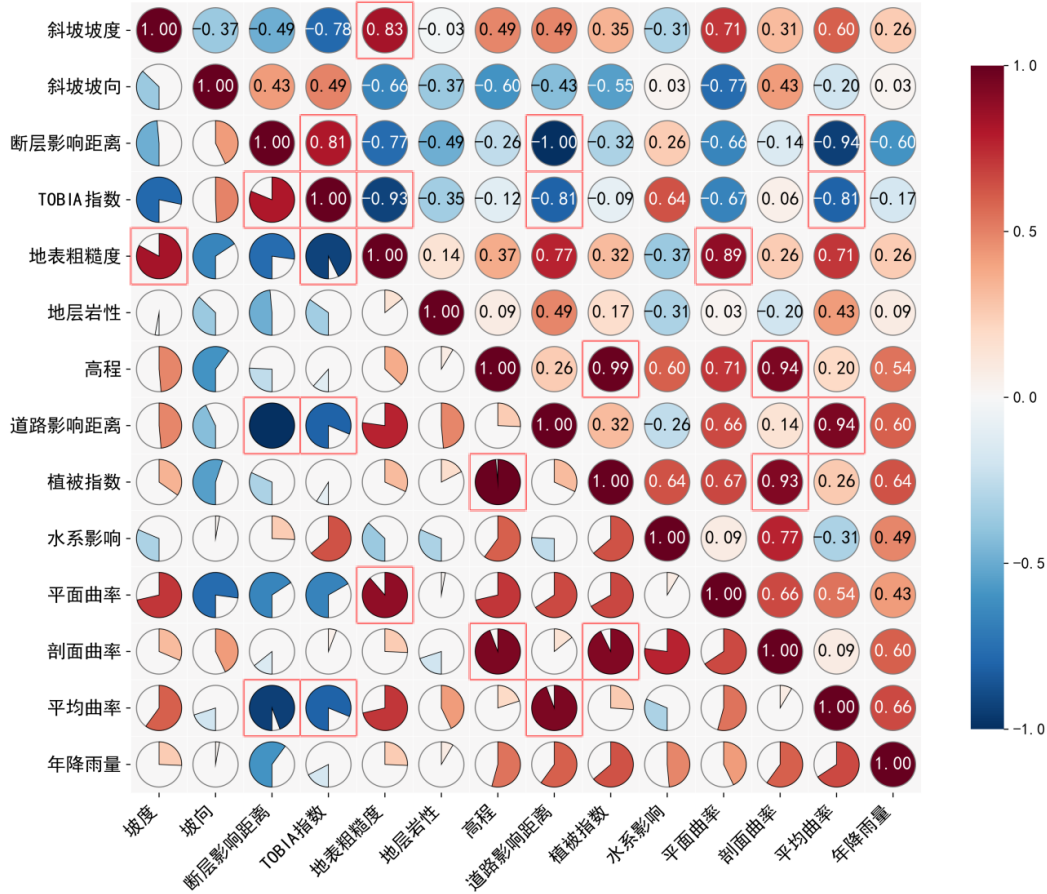 斜坡坡度 1.00 -0.37 -0.49 -0.78 0.83 -0.03 0.49 0.49 0.35 -0.31 0.71 0.31 0.60 0.26
斜坡坡向 1.00 0.43 0.49 -0.66 -0.37 -0.60 -0.43 -0.55 0.03 -0.77 0.43 -0.20 0.03
断层影响距离 1.00 0.81 -0.77 -0.49 -0.26 -1.00 -0.32 0.26 -0.66 -0.14 -0.94 -0.60
TOBIA指数 1.00 -0.93 -0.35 -0.12 -0.81 -0.09 0.64 -0.67 0.06 -0.81 -0.17
地表粗糙度 1.00 0.14 0.37 0.77 0.32 -0.37 0.89 0.26 0.71 0.26
地层岩性 1.00 0.09 0.49 0.17 -0.31 0.03 -0.20 0.43 0.09
高程 1.00 0.26 0.99 0.60 0.71 0.94 0.20 0.54
道路影响距离 1.00 0.32 -0.26 0.66 0.14 0.94 0.60
植被指数 1.00 0.64 0.67 0.93 0.26 0.64
水系影响 1.00 0.09 0.77 -0.31 0.49
平面曲率 1.00 0.66 0.54 0.43
剖面曲率 1.00 0.09 0.60
平均曲率 1.00 0.66
年降雨量 1.00
坡度 坡向 断层影响距离 TOBIA指数 地表粗糙度 地层岩性 高程 道路影响距离 植被指数 水系影响 平面曲率 剖面曲率 平均曲率 年降雨量
1.0
0.5
0.0
-0.5
-1.0